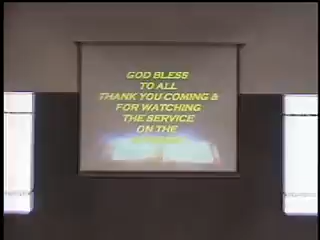 GOD BLESS
TO ALL
THANK YOU COMING &
FOR WATCHING
THE SERVICE
ON THE